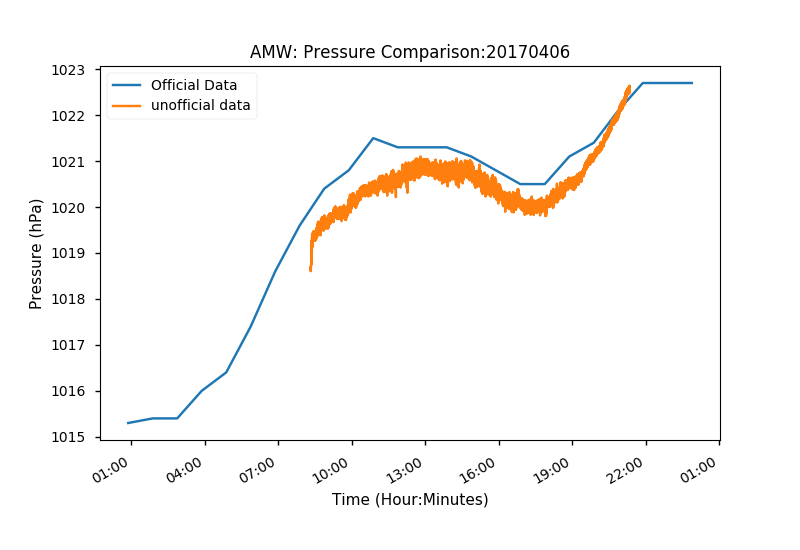 AMW: Pressure Comparison:20170406
Official Data
unofficial data
1023
1022
1021
1020
1019
1018
1017
1016
1015
Pressure (hPa)
01:00 04:00 07:00 10:00 13:00 16:00 19:00 22:00 01:00
Time (Hour:Minutes)